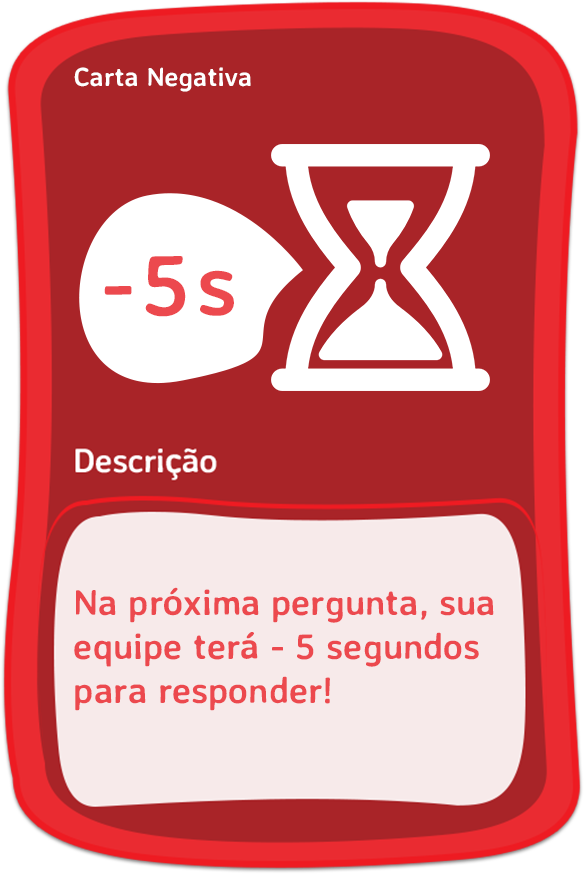 Carta Negativa
-5s
Descrição
Na próxima pergunta, sua
equipe terá - 5 segundos
para responder!